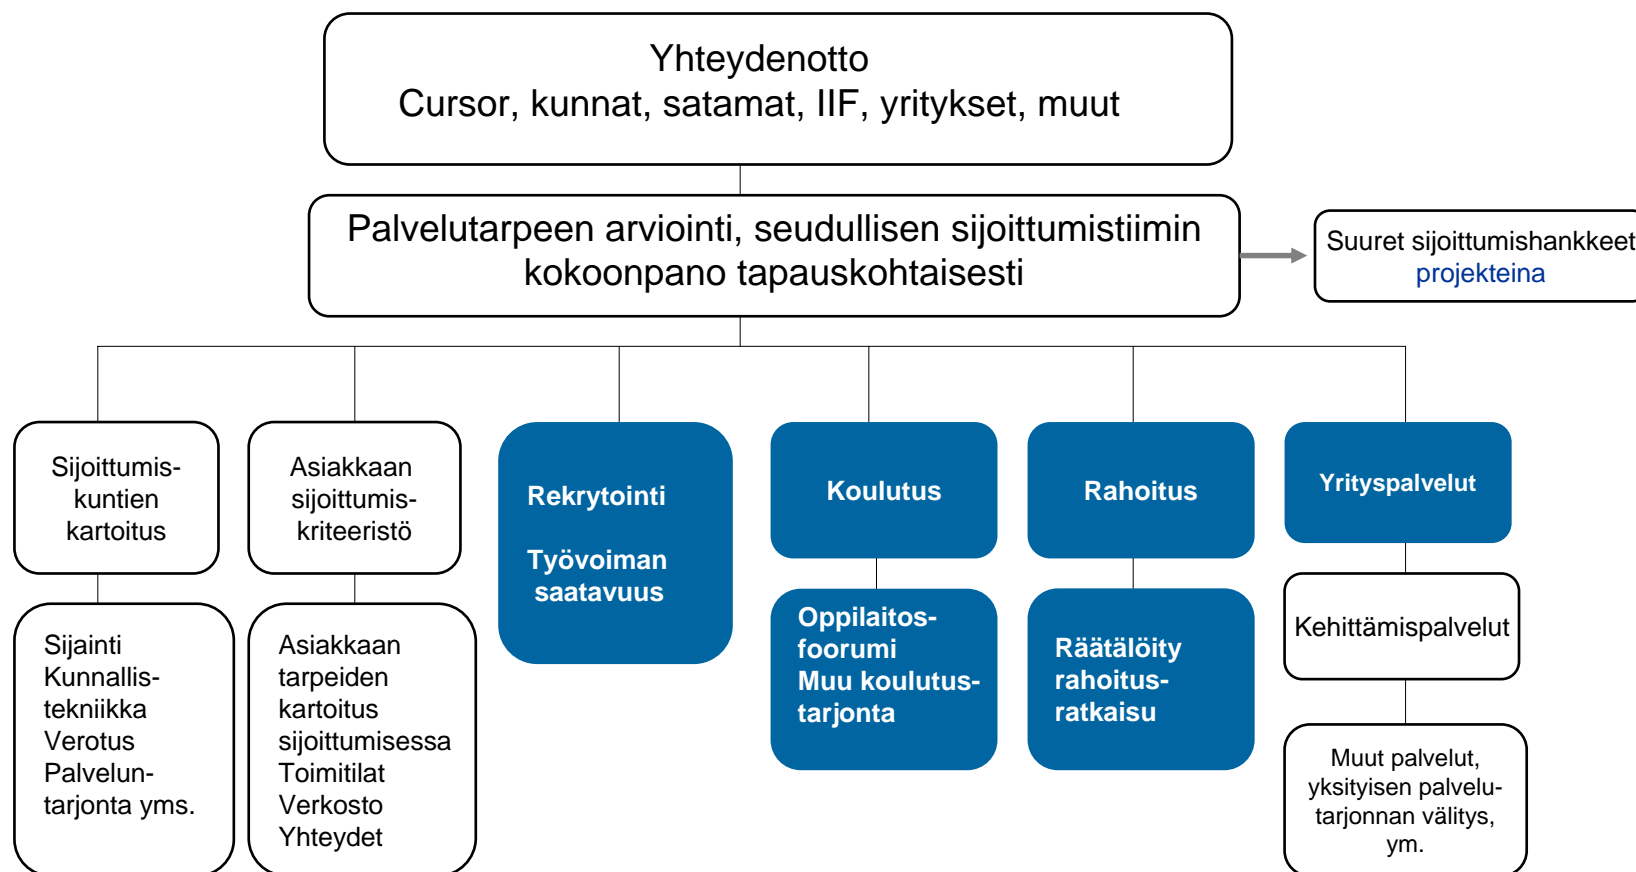 Yhteydenotto
Cursor, kunnat, satamat, IIF, yritykset, muut
Palvelutarpeen arviointi, seudullisen sijoittumistiimin
kokoonpano tapauskohtaisesti
Suuret sijoittumishankkeet
projekteina
Sijoittumis-
kuntien
kartoitus
Asiakkaan
sijoittumis-
kriteeristö
Rekrytointi
Työvoiman
saatavuus
Koulutus
Rahoitus
Yrityspalvelut
Sijainti
Kunnallis-
tekniikka
Verotus
Palvelun-
tarjonta yms.
Asiakkaan
tarpeiden
kartoitus
sijoittumisessa
Toimitilat
Verkosto
Yhteydet
Oppilaitos-
foorumi
Muu koulutus-
tarjonta
Räätälöity
rahoitus-
ratkaisu
Kehittämispalvelut
Muut palvelut,
yksityisen palvelu-
tarjonnan välitys,
ym.